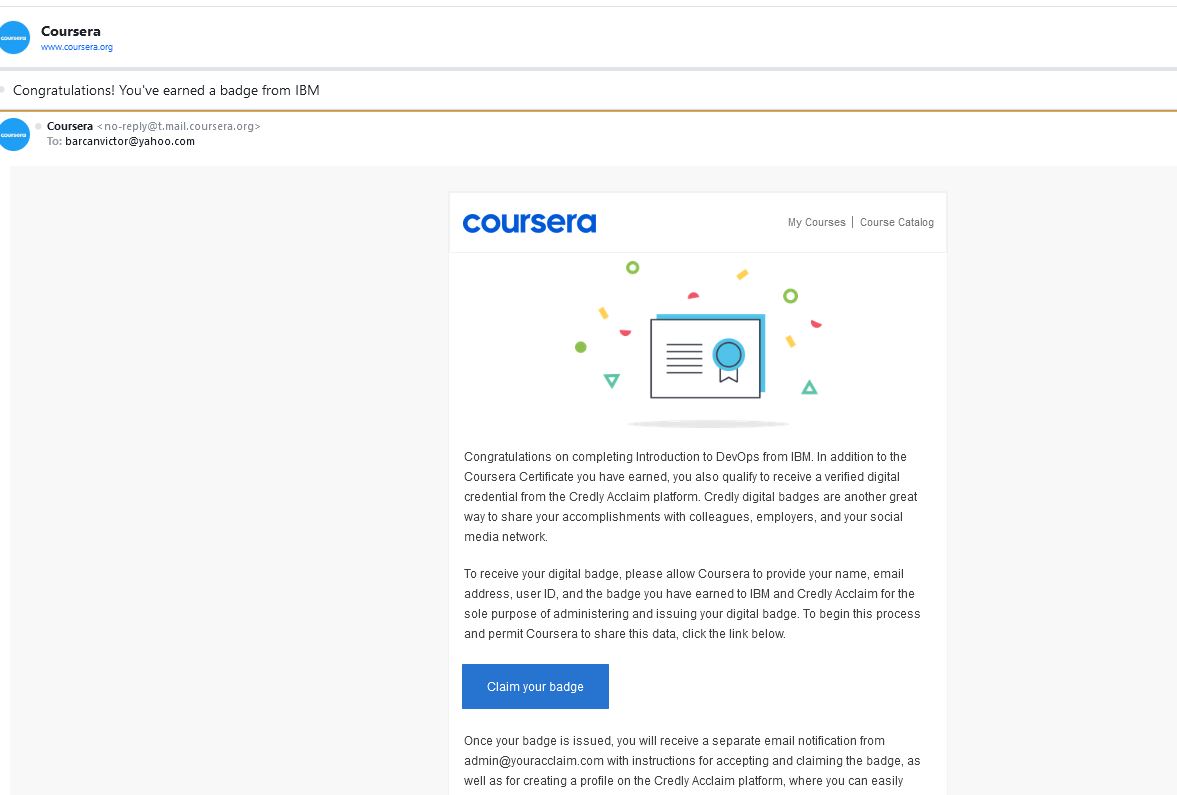 Coursera
www.coursera.org
Congratulations! You've earned a badge from IBM
Coursera <no-reply@t.mail.coursera.org>
To: barcanvictor@yahoo.com
coursera
My Courses | Course Catalog
Congratulations on completing Introduction to DevOps from IBM. In addition to the
Coursera Certificate you have earned, you also qualify to receive a verified digital
credential from the Credly Acclaim platform. Credly digital badges are another great
way to share your accomplishments with colleagues, employers, and your social
media network.
To receive your digital badge, please allow Coursera to provide your name, email
address, user ID, and the badge you have earned to IBM and Credly Acclaim for the
sole purpose of administering and issuing your digital badge. To begin this process
and permit Coursera to share this data, click the link below.
Claim your badge
Once your badge is issued, you will receive a separate email notification from
admin@youracclaim.com with instructions for accepting and claiming the badge, as
well as for creating a profile on the Credly Acclaim platform, where you can easily